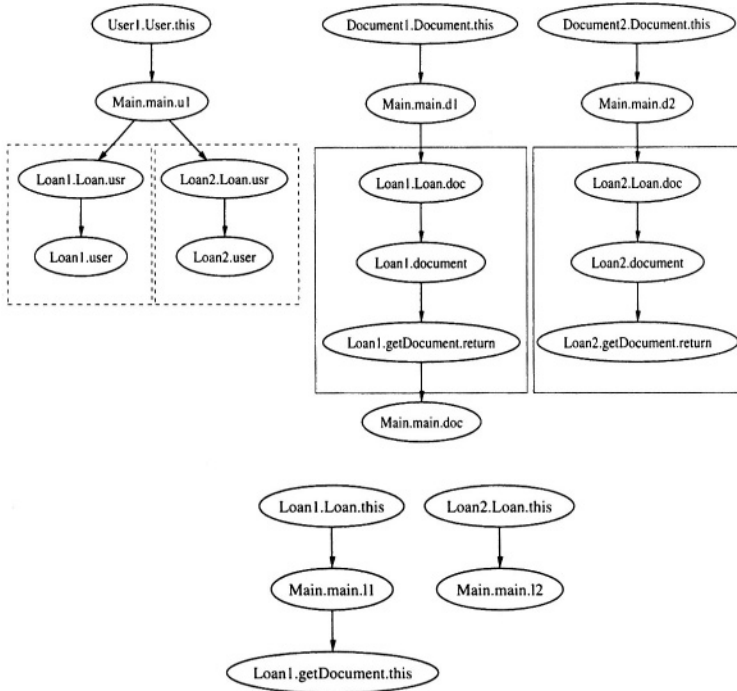 User1.User.this
Document1.Document.this
Document2.Document.this
Main.main.u1
Main.main.d1
Main.main.d2
Loan1.Loan.usr
Loan2.Loan.usr
Loan1.Loan.doc
Loan2.Loan.doc
Loan1.user
Loan2.user
Loan1.document
Loan2.document
Loan1.getDocument.return
Loan2.getDocument.return
Main.main.doc
Loan1.Loan.this
Loan2.Loan.this
Main.main.l1
Main.main.l2
Loan1.getDocument.this